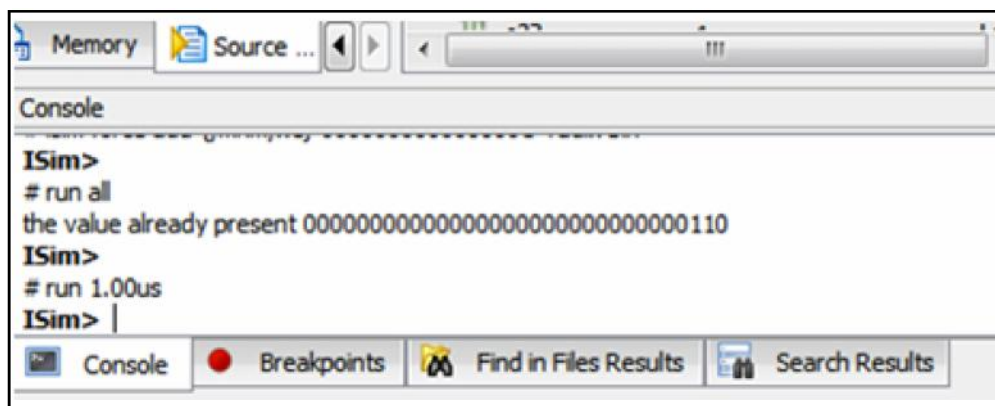 Memory
Source ...
Console
ISim>
# run all
the value already present 00000000000000000000000000000110
ISim>
# run 1.00us
ISim>
Console
Breakpoints
Find in Files Results
Search Results